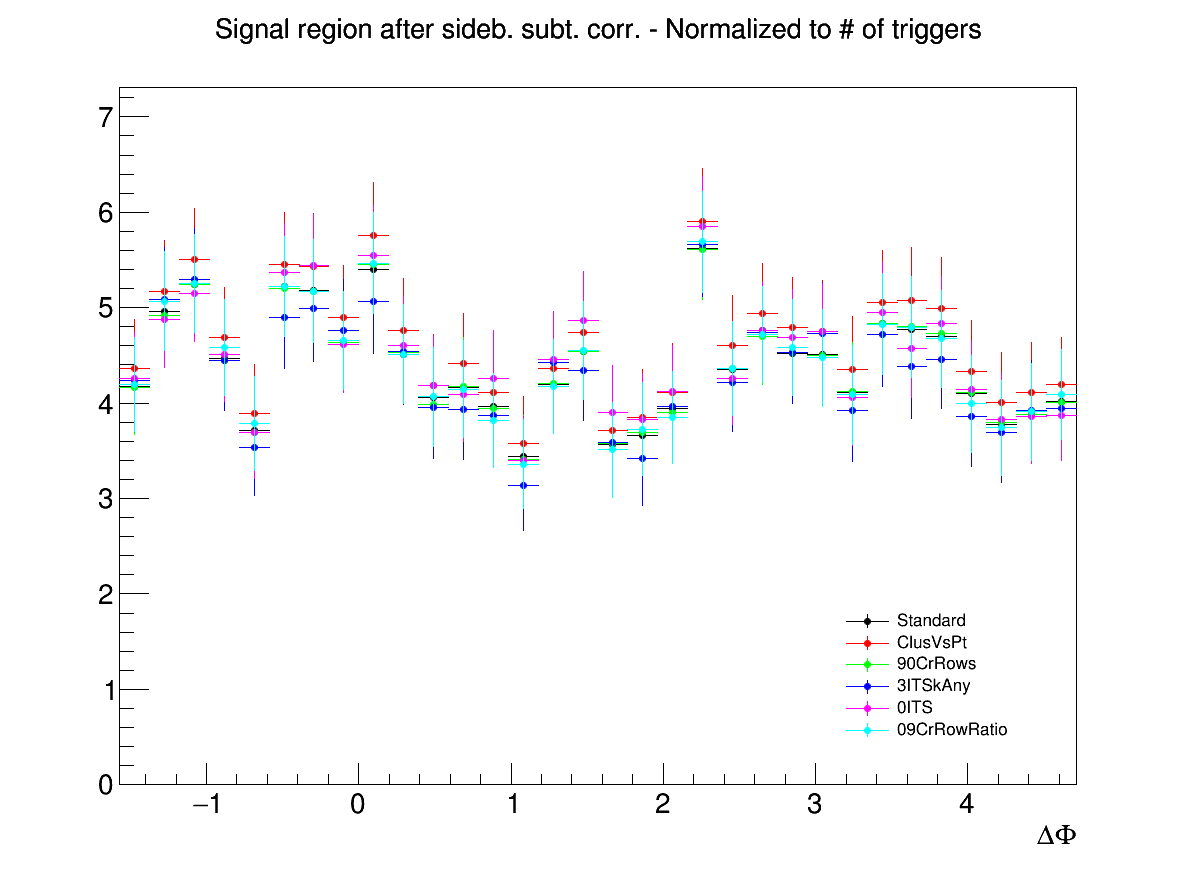 Signal region after sideb. subt. corr. - Normalized to # of triggers
7
6
5
4
3
2
1
0
Standard
ClusVsPt
90CrRows
3ITSkAny
0ITS
09CrRowRatio
−1 0 1 2 3 4
ΔΦ